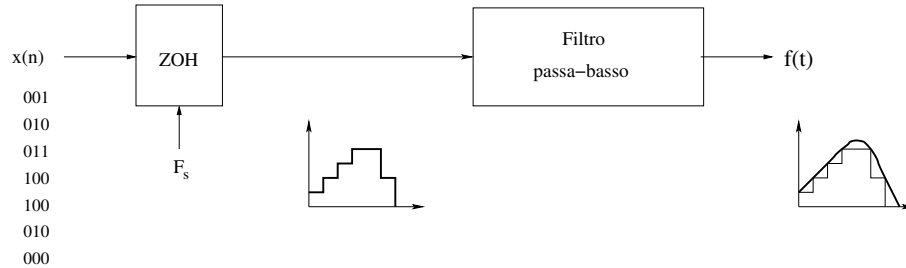 x(n)
ZOH
Filtro
passa-basso
f(t)
001
010
011
100
100
010
000
F_s